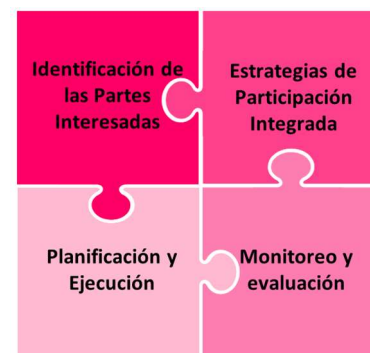 Identificación de
las Partes
Interesadas
Estrategias de
Participación
Integrada
Planificación y
Ejecución
Monitoreo y
evaluación